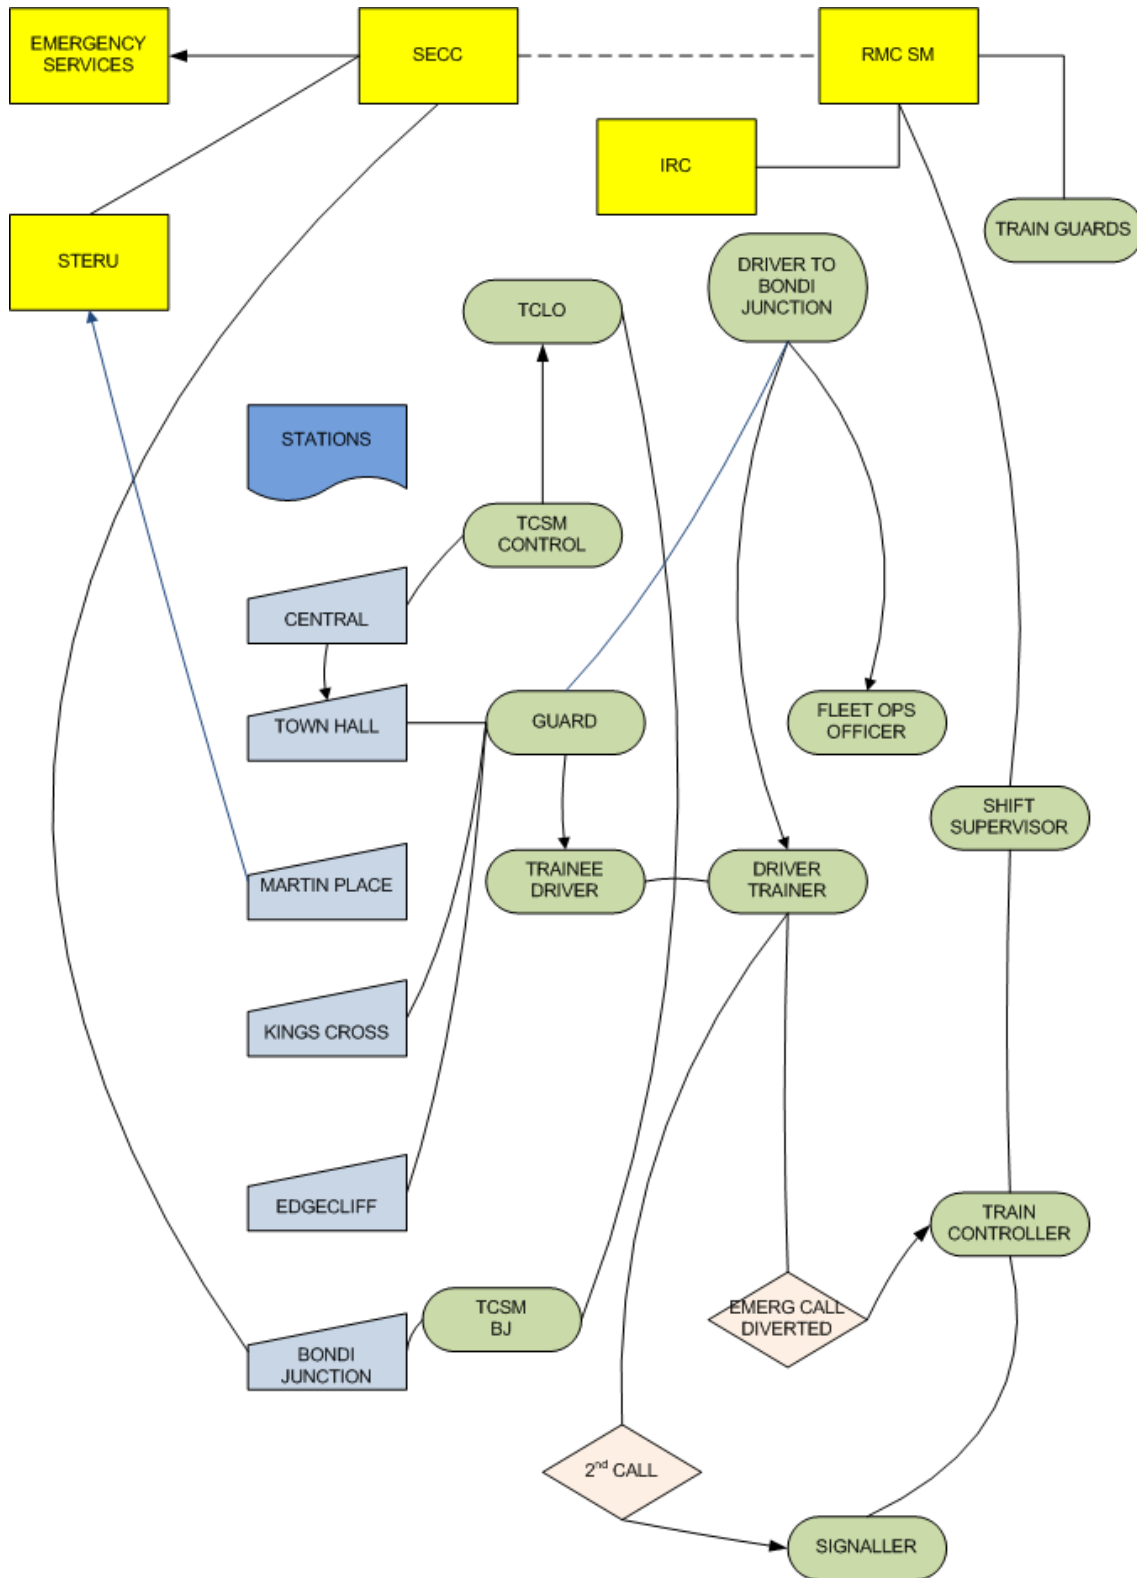 EMERGENCY
SERVICES
SECC
RMC SM
IRC
STERU
TRAIN GUARDS
DRIVER TO
BONDI
JUNCTION
TCLO
STATIONS
TCSM
CONTROL
CENTRAL
TOWN HALL
GUARD
FLEET OPS
OFFICER
SHIFT
SUPERVISOR
MARTIN PLACE
TRAINEE
DRIVER
DRIVER
TRAINER
KINGS CROSS
EDGECLIFF
TRAIN
CONTROLLER
TCSM
BJ
EMERG CALL
DIVERTED
BONDI
JUNCTION
2nd CALL
SIGNALLER